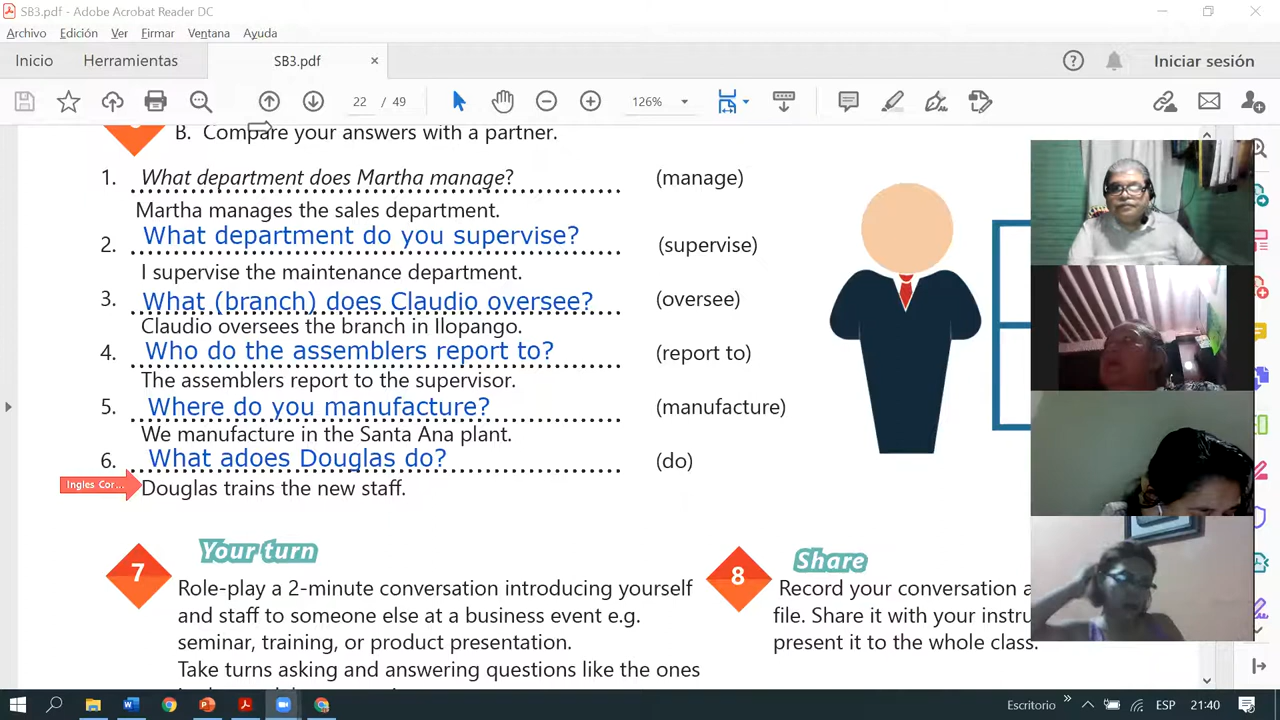 SB3.pdf - Adobe Acrobat Reader DC
Archivo Edición Ver Firmar Ventana Ayuda
Inicio Herramientas SB3.pdf × Iniciar sesión
22 / 49 126%
B. Compare your answers with a partner.
1. What department does Martha manage? (manage)
Martha manages the sales department.
2. What department do you supervise? (supervise)
I supervise the maintenance department.
3. What (branch) does Claudio oversee? (oversee)
Claudio oversees the branch in Ilopango.
4. Who do the assemblers report to? (report to)
The assemblers report to the supervisor.
5. Where do you manufacture? (manufacture)
We manufacture in the Santa Ana plant.
6. What adoes Douglas do? (do)
Ingles Cor... Douglas trains the new staff.
7 Your turn
Role-play a 2-minute conversation introducing yourself
and staff to someone else at a business event e.g.
seminar, training, or product presentation.
Take turns asking and answering questions like the ones
8 Share
Record your conversation a
file. Share it with your instru
present it to the whole class.
Escritorio ESP 21:40